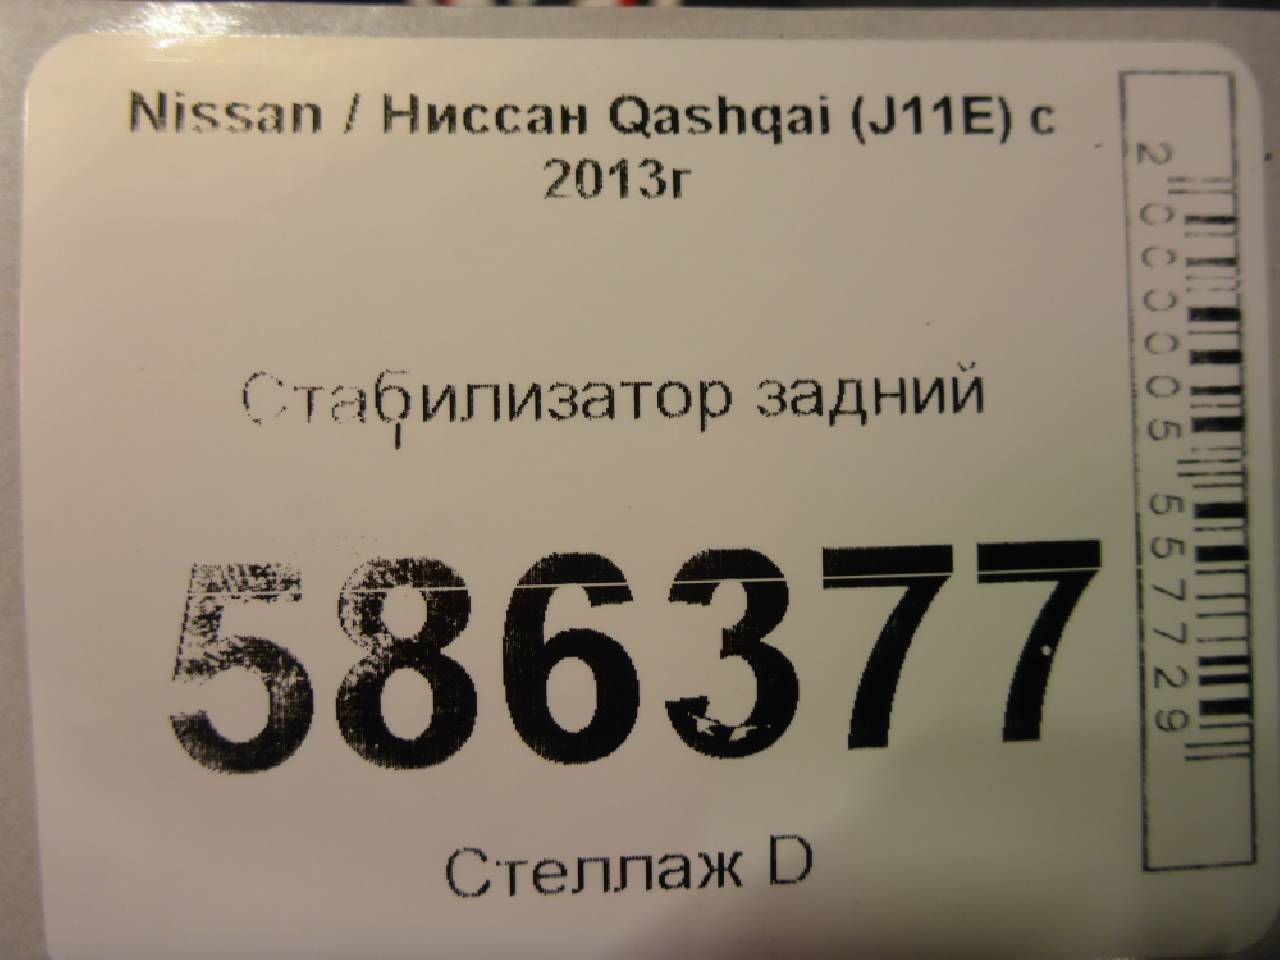 Nissan / Ниссан Qashqai (J11E) с
2013г
Стабилизатор задний
586377
Стеллаж D
2000005557729